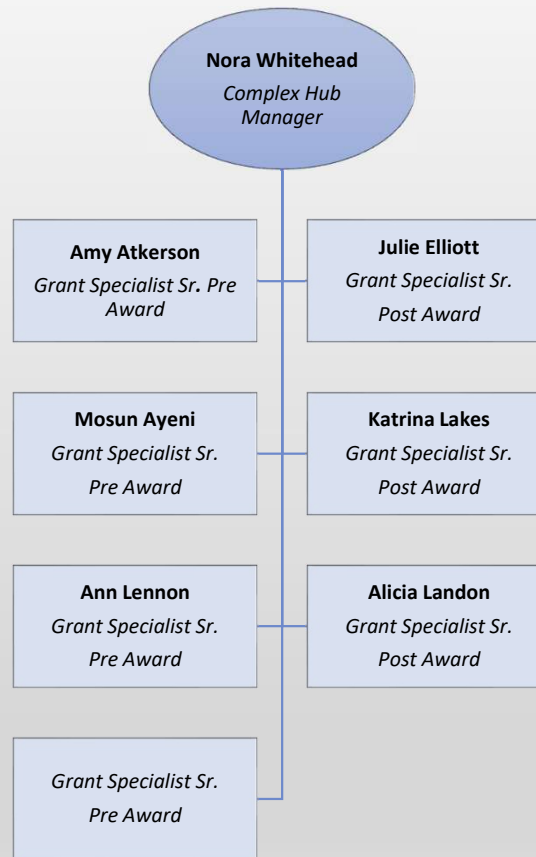 Nora Whitehead
Complex Hub
Manager
Amy Atkerson
Grant Specialist Sr. Pre
Award
Julie Elliott
Grant Specialist Sr.
Post Award
Mosun Ayeni
Grant Specialist Sr.
Pre Award
Katrina Lakes
Grant Specialist Sr.
Post Award
Ann Lennon
Grant Specialist Sr.
Pre Award
Alicia Landon
Grant Specialist Sr.
Post Award
Grant Specialist Sr.
Pre Award